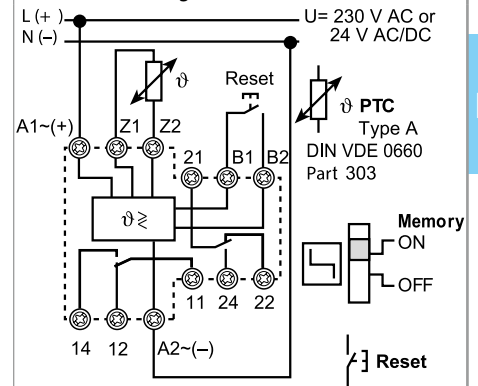 L (+)
U= 230 V AC or
N (–)
24 V AC/DC
ϑ
Reset
ϑ PTC
Type A
DIN VDE 0660
Part 303
A1~(+) Z1 Z2
21 B1 B2
ϑ ≷
Memory
ON
OFF
11 24 22
14 12 A2~(–)
Reset